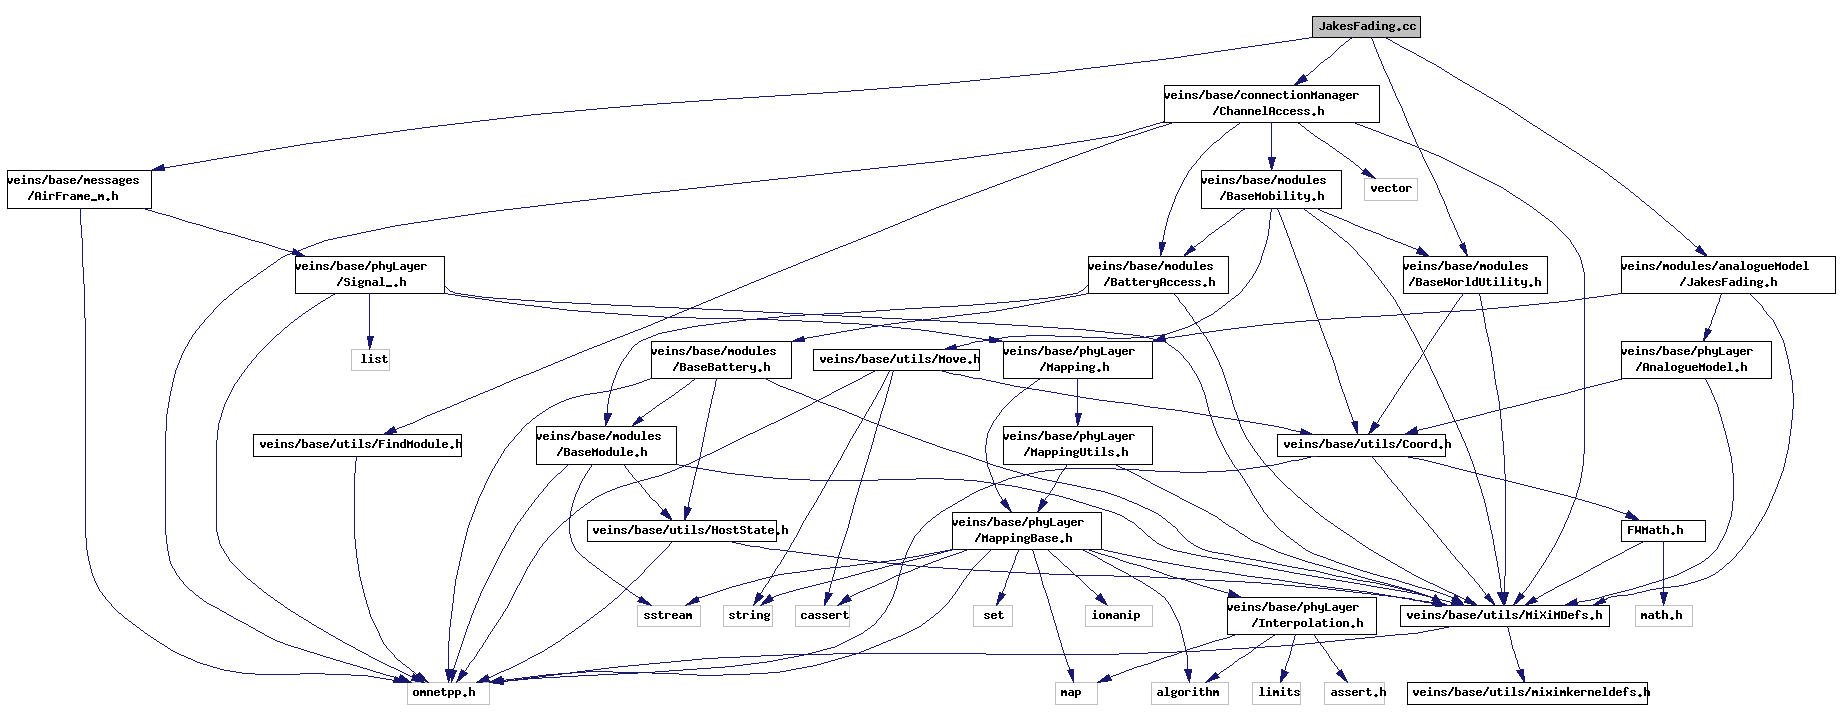 JakesFading.cc
veins/base/connectionManager
/ChannelAccess.h
veins/base/messages
/AirFrame_m.h
veins/base/modules
/BaseMobility.h
vector
veins/base/phyLayer
/Signal_.h
veins/base/modules
/BatteryAccess.h
veins/base/modules
/BaseWorldUtility.h
veins/modules/analogueModel
/JakesFading.h
list
veins/base/modules
/BaseBattery.h
veins/base/utils/Move.h
veins/base/phyLayer
/Mapping.h
veins/base/phyLayer
/AnalogueModel.h
veins/base/utils/FindModule.h
veins/base/modules
/BaseModule.h
veins/base/phyLayer
/MappingUtils.h
veins/base/utils/Coord.h
veins/base/utils/HostState.h
veins/base/phyLayer
/MappingBase.h
FWMath.h
sstream
string
cassert
set
iomanip
veins/base/phyLayer
/Interpolation.h
veins/base/utils/MiXiMDefs.h
math.h
omnetpp.h
map
algorithm
limits
assert.h
veins/base/utils/miximkerneldefs.h